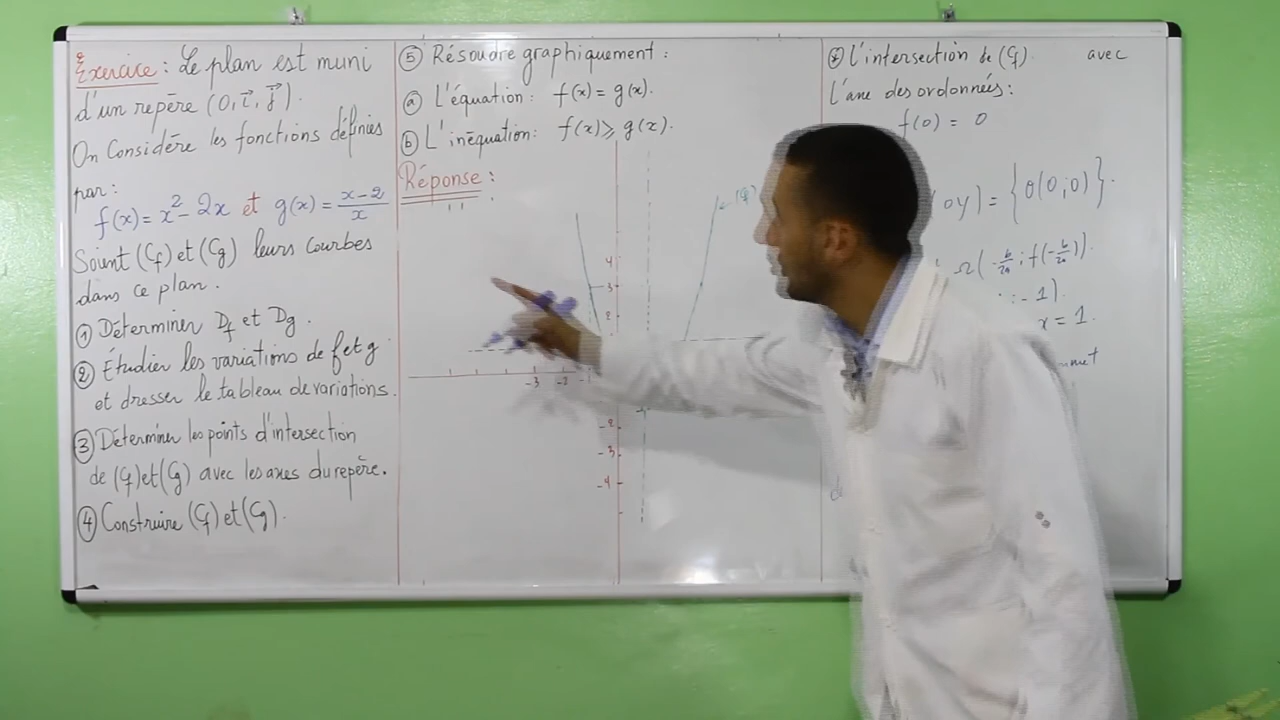 Exercice : Le plan est muni
d'un repère (O, i⃗, j⃗).
On Considère les fonctions définies
par :
f(x) = x² - 2x et g(x) = x-2/x
Soient (Cf) et (Cg) leurs courbes
dans ce plan.
① Déterminer Df et Dg.
② Étudier les variations de f et g
et dresser le tableau de variations.
③ Déterminer les points d'intersection
de (Cf) et (Cg) avec les axes du repère.
④ Construire (Cf) et (Cg).
⑤ Résoudre graphiquement :
ⓐ L'équation : f(x) = g(x).
ⓑ L'inéquation : f(x) ⩾ g(x).
Réponse :
(Cf)
4
3
2
-3 -2 -1
-2
-3
-4
L'intersection de (Cf) avec
l'axe des ordonnés :
f(0) = 0
oy) = {O(0;0)}.
Ω(-b/2a ; f(-b/2a)).
; -1).
x = 1.